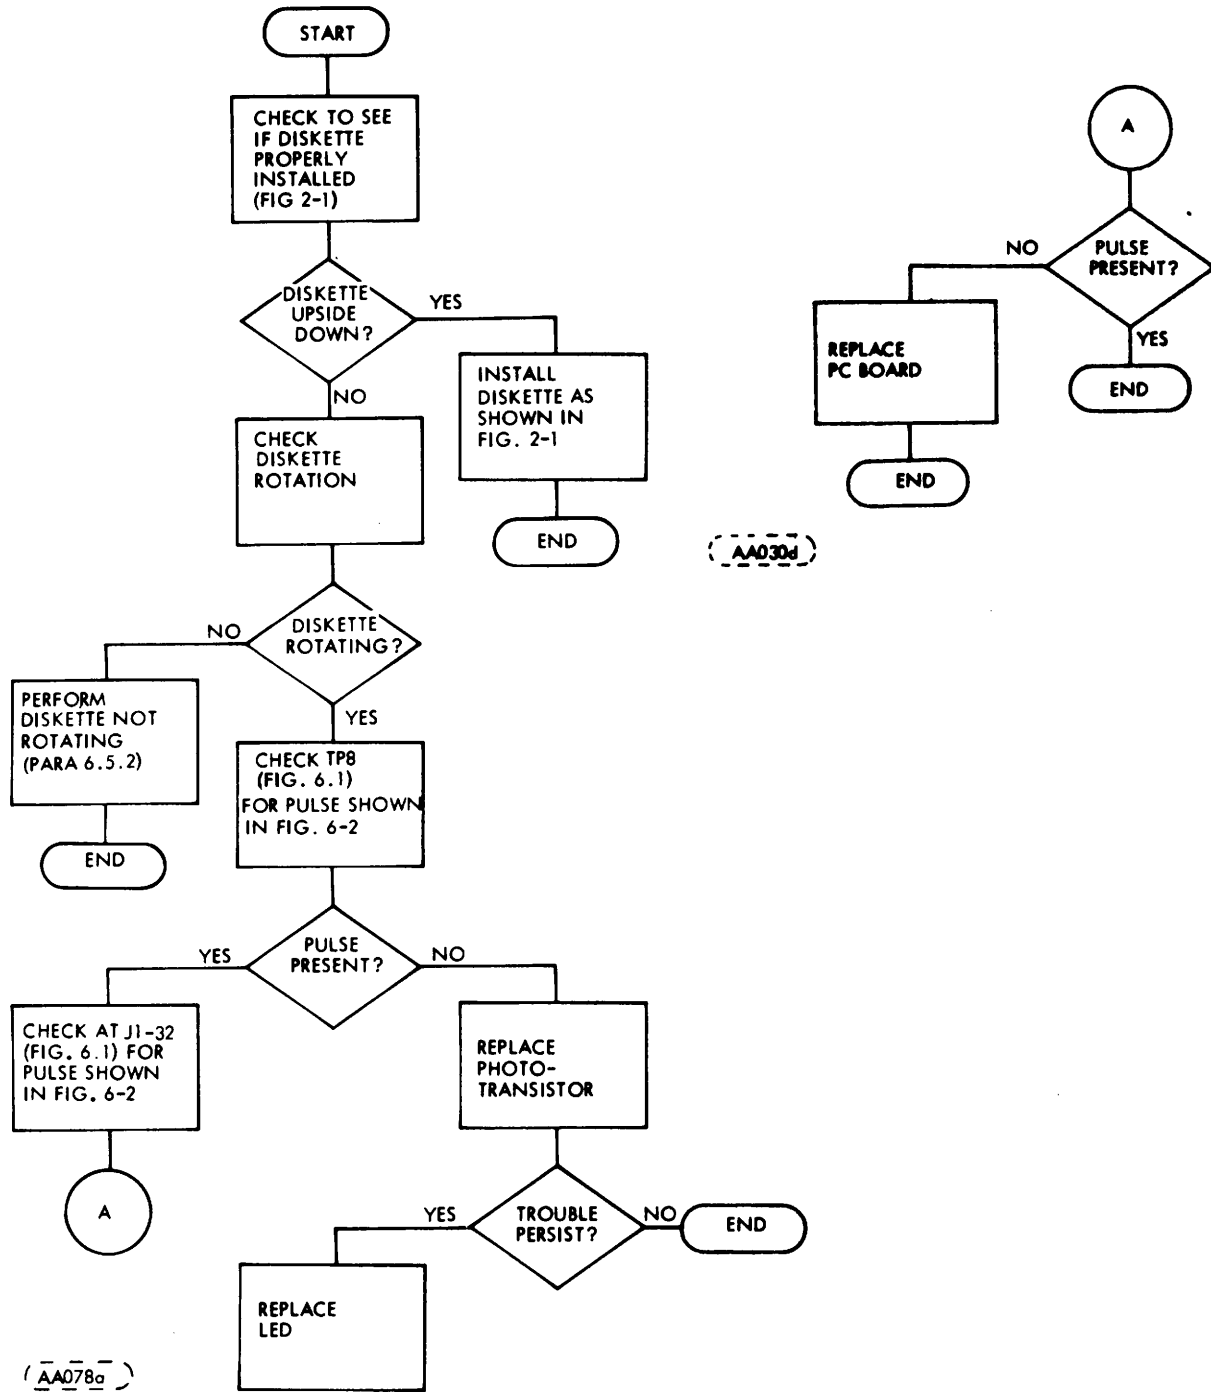 START
CHECK TO SEE
IF DISKETTE
PROPERLY
INSTALLED
(FIG 2-1)
DISKETTE
UPSIDE
DOWN?
YES
NO
INSTALL
DISKETTE AS
SHOWN IN
FIG. 2-1
END
CHECK
DISKETTE
ROTATION
DISKETTE
ROTATING?
NO
YES
PERFORM
DISKETTE NOT
ROTATING
(PARA 6.5.2)
END
CHECK TP8
(FIG. 6.1)
FOR PULSE SHOWN
IN FIG. 6-2
PULSE
PRESENT?
YES
NO
CHECK AT J1-32
(FIG. 6.1) FOR
PULSE SHOWN
IN FIG. 6-2
A
REPLACE
PHOTO-
TRANSISTOR
TROUBLE
PERSIST?
YES
NO
END
REPLACE
LED
AA078a
A
PULSE
PRESENT?
NO
YES
REPLACE
PC BOARD
END
END
AA030d